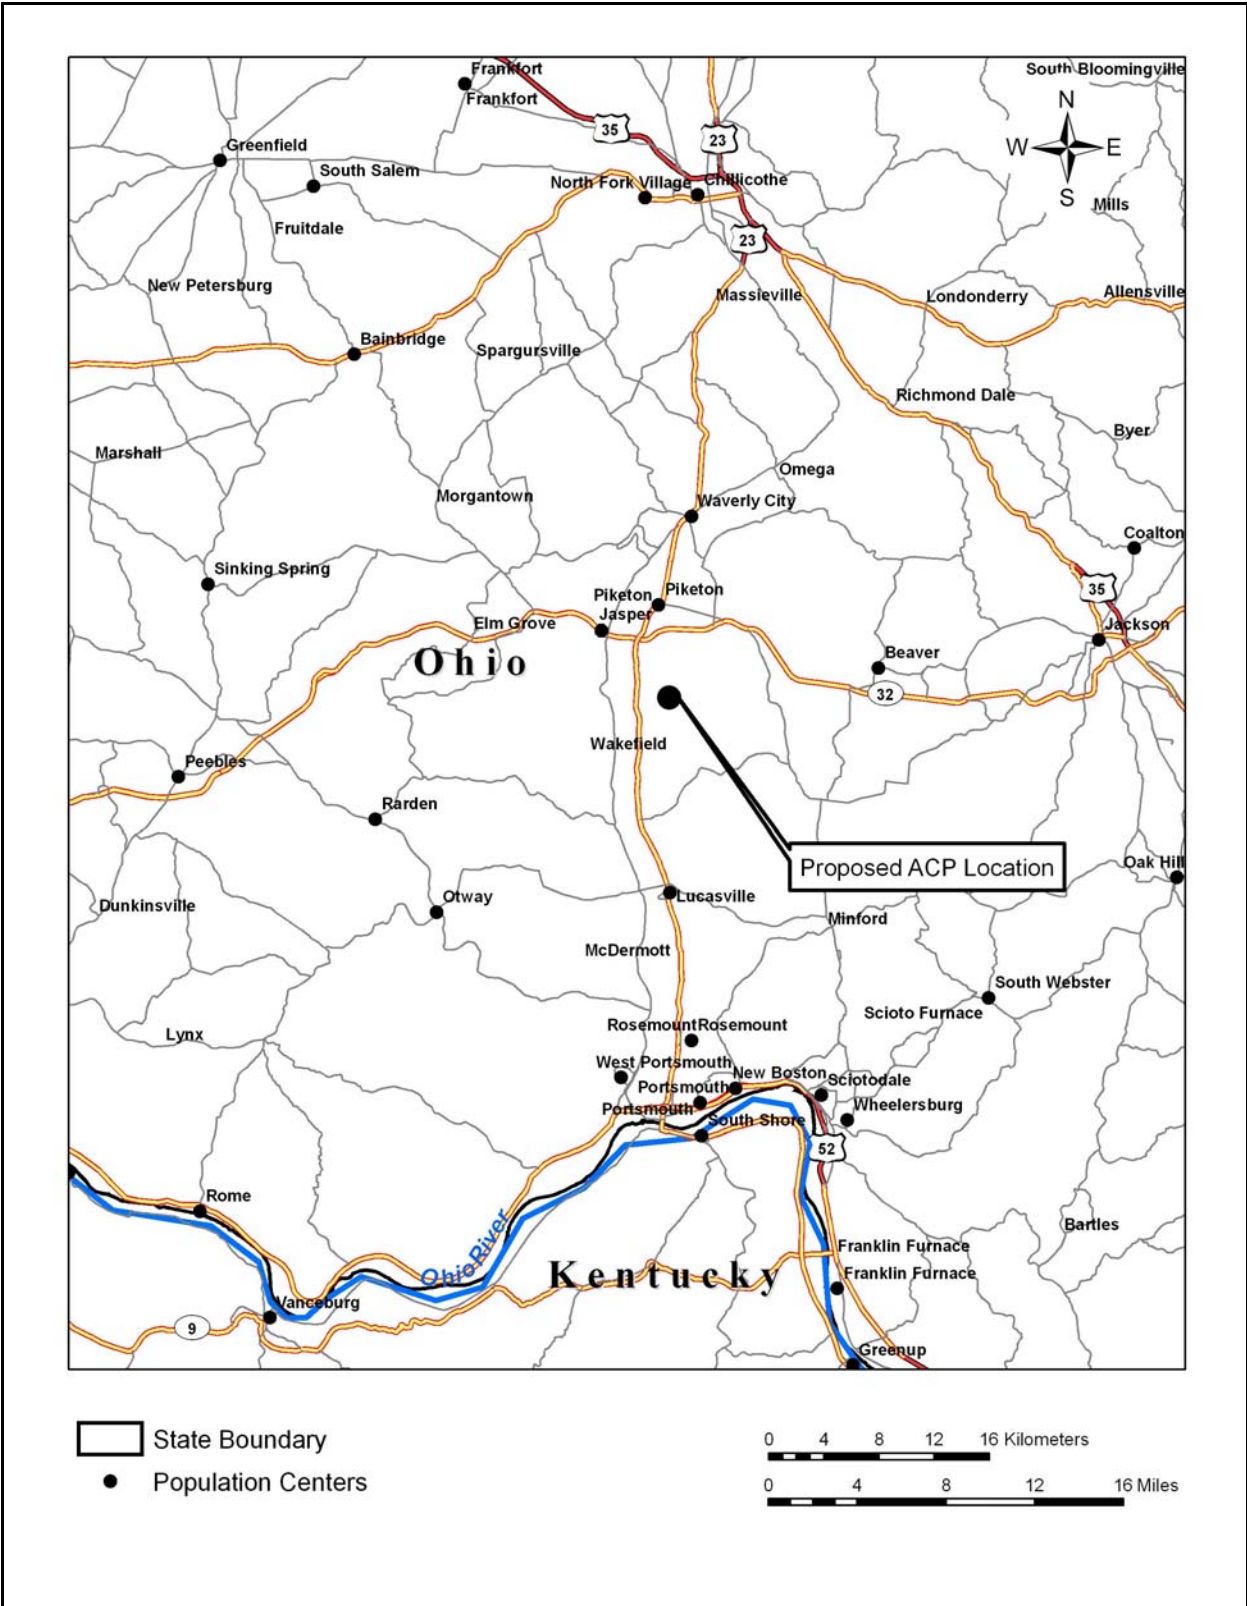 Frankfort
South Bloomingville
Frankfort
N
35
23
Greenfield
W
E
South Salem
North Fork Village
Chillicothe
S
Mills
Fruitdale
23
New Petersburg
Massieville
Londonderry
Allensville
Bainbridge
Spargursville
Richmond Dale
Byer
Marshall
Omega
Morgantown
Waverly City
Coalton
Sinking Spring
Piketon
Piketon
35
Jasper
Elm Grove
Jackson
Ohio
Beaver
32
Wakefield
Peebles
Rarden
Proposed ACP Location
Oak Hill
Otway
Lucasville
Dunkinsville
Minford
McDermott
South Webster
Scioto Furnace
Rosemount
Rosemount
Lynx
West Portsmouth
New Boston
Sciotodale
Portsmouth
Wheelersburg
Portsmouth
South Shore
52
Rome
Bartles
Ohio River
Franklin Furnace
Kentucky
Franklin Furnace
Vanceburg
9
Greenup
State Boundary
0 4 8 12 16 Kilometers
Population Centers
0 4 8 12 16 Miles